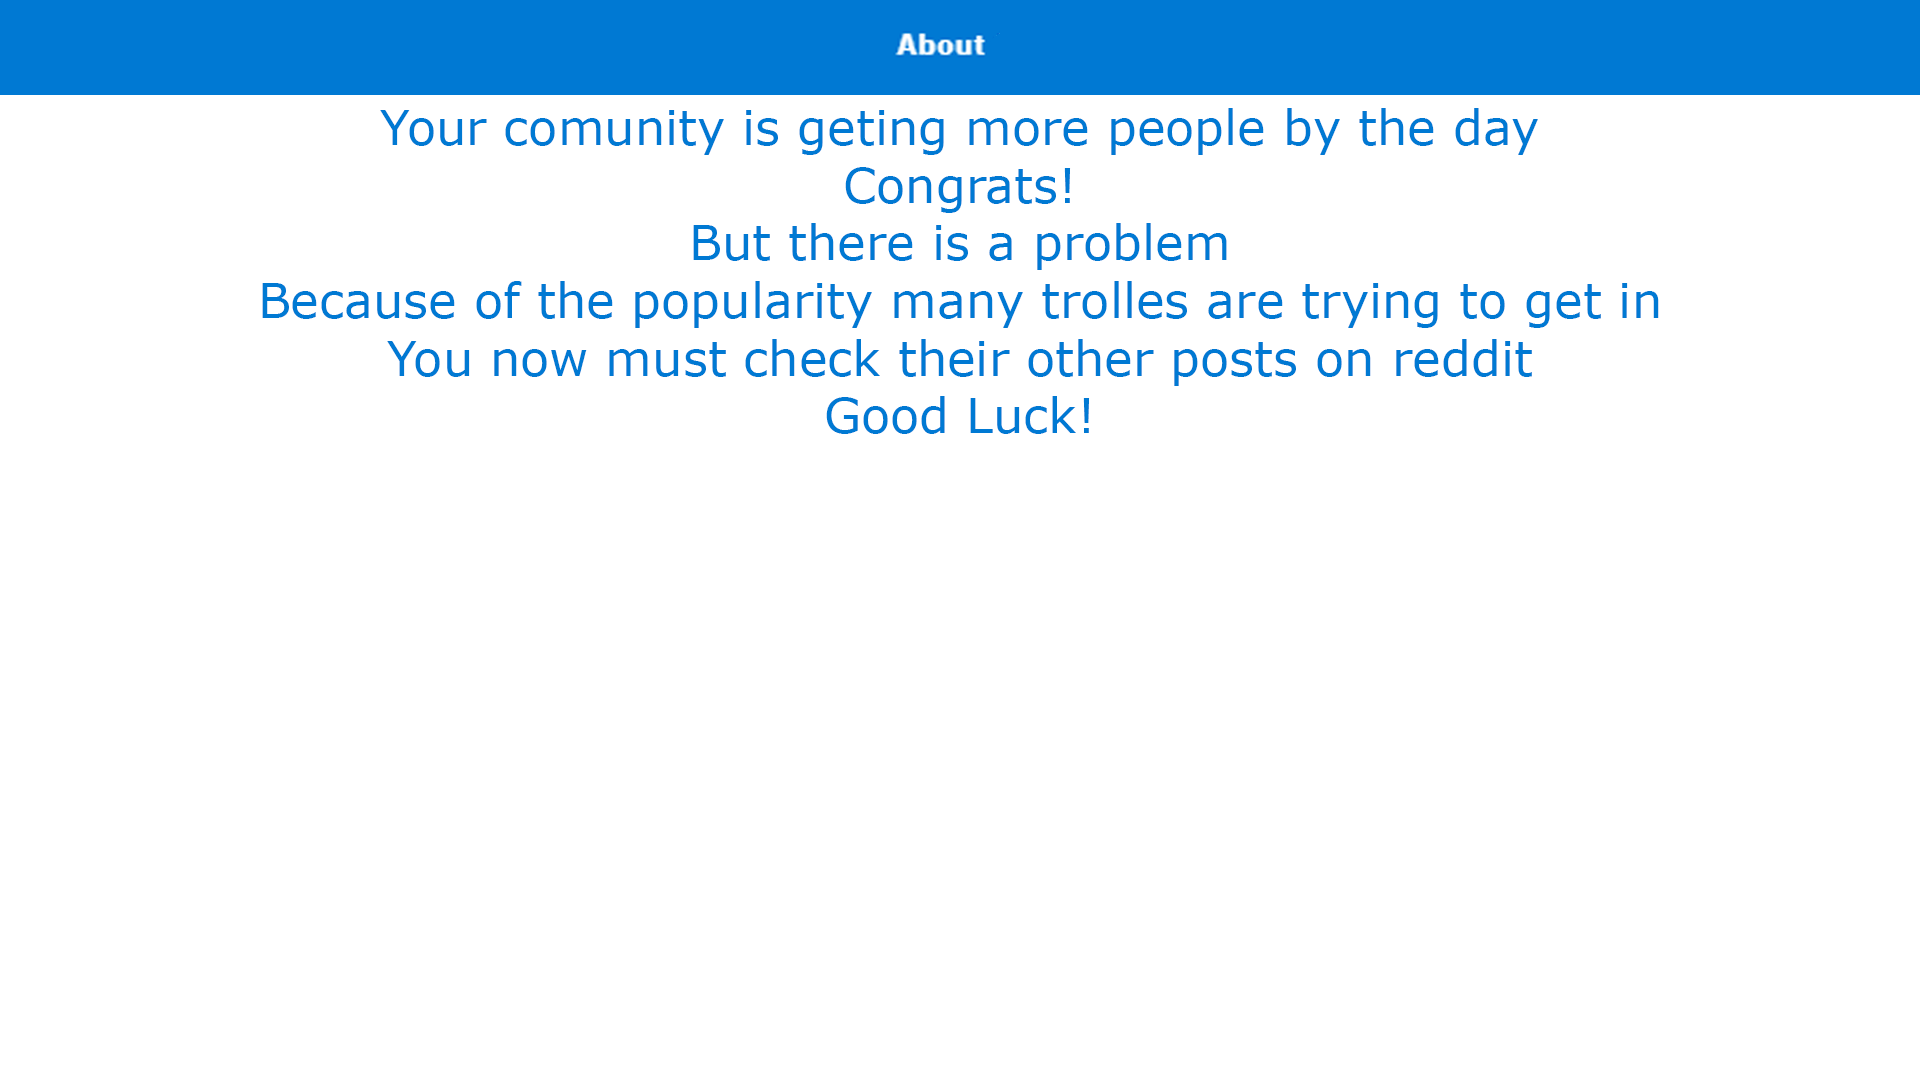 About
Your comunity is geting more people by the day
Congrats!
But there is a problem
Because of the popularity many trolles are trying to get in
You now must check their other posts on reddit
Good Luck!